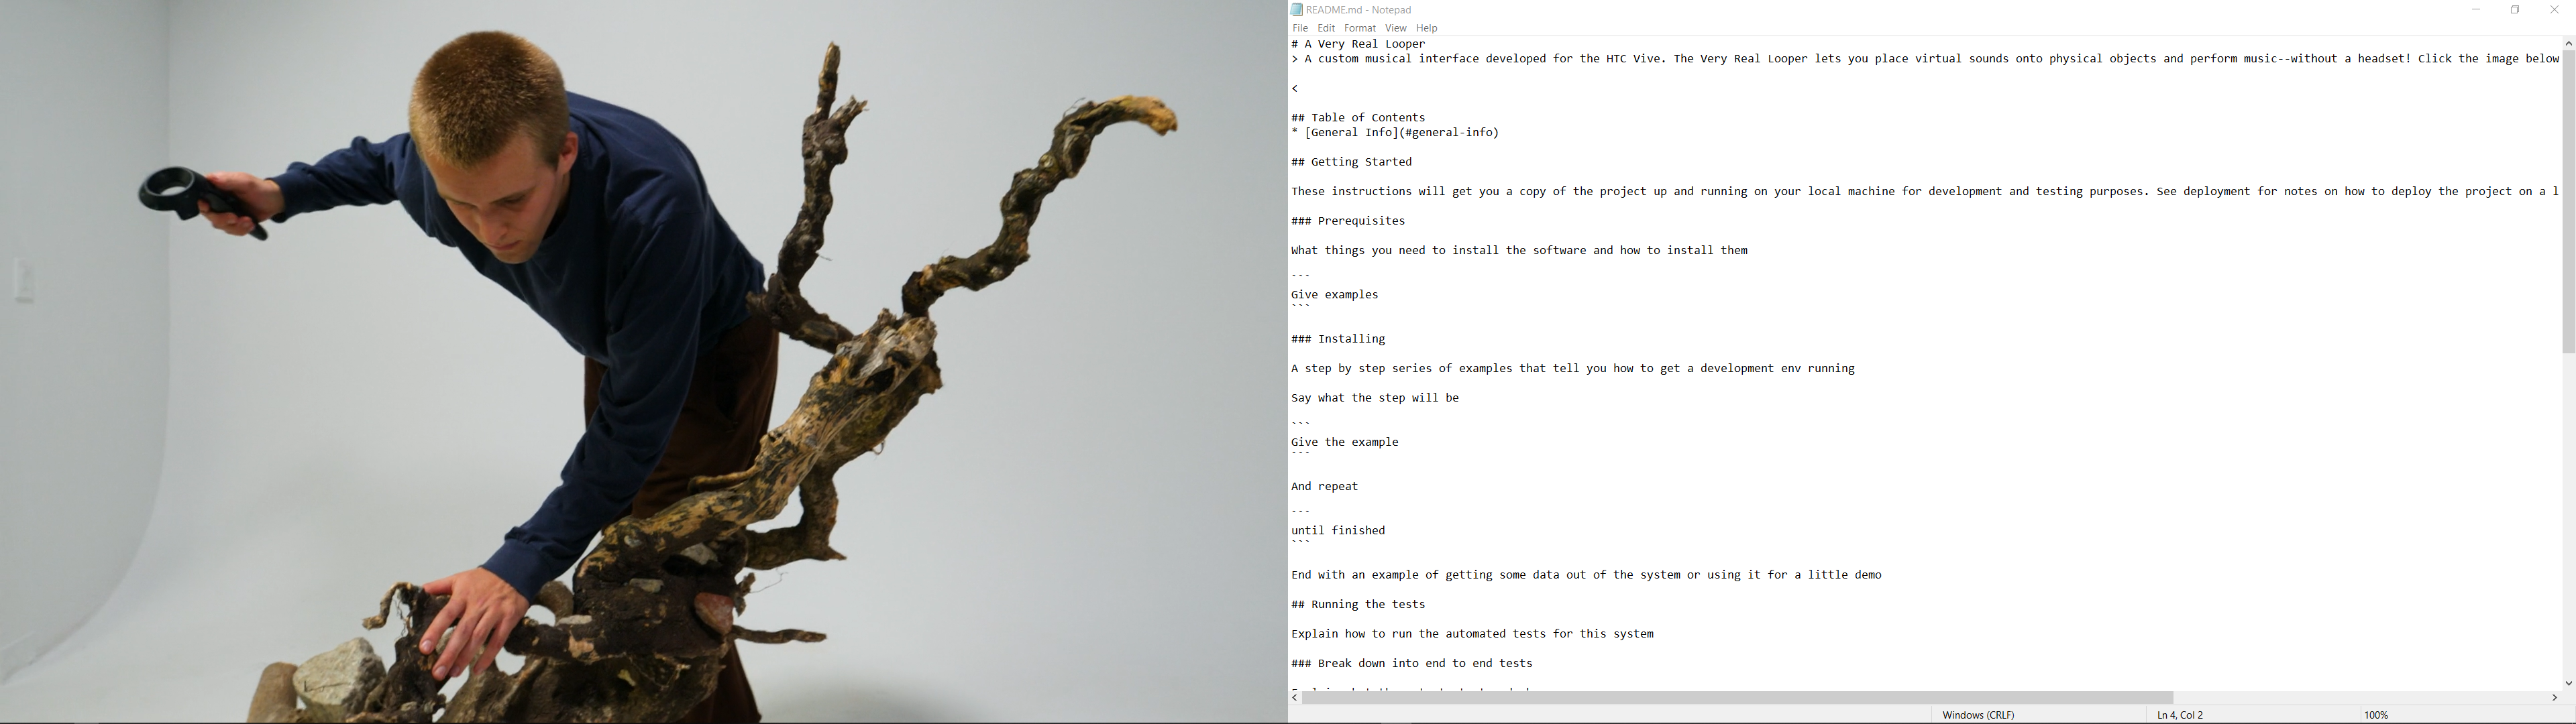 README.md - Notepad
File Edit Format View Help
# A Very Real Looper
> A custom musical interface developed for the HTC Vive. The Very Real Looper lets you place virtual sounds onto physical objects and perform music--without a headset! Click the image below
<
## Table of Contents
* [General Info](#general-info)
## Getting Started
These instructions will get you a copy of the project up and running on your local machine for development and testing purposes. See deployment for notes on how to deploy the project on a l
### Prerequisites
What things you need to install the software and how to install them
```
Give examples
```
### Installing
A step by step series of examples that tell you how to get a development env running
Say what the step will be
```
Give the example
```
And repeat
```
until finished
```
End with an example of getting some data out of the system or using it for a little demo
## Running the tests
Explain how to run the automated tests for this system
### Break down into end to end tests
Windows (CRLF) Ln 4, Col 2 100%